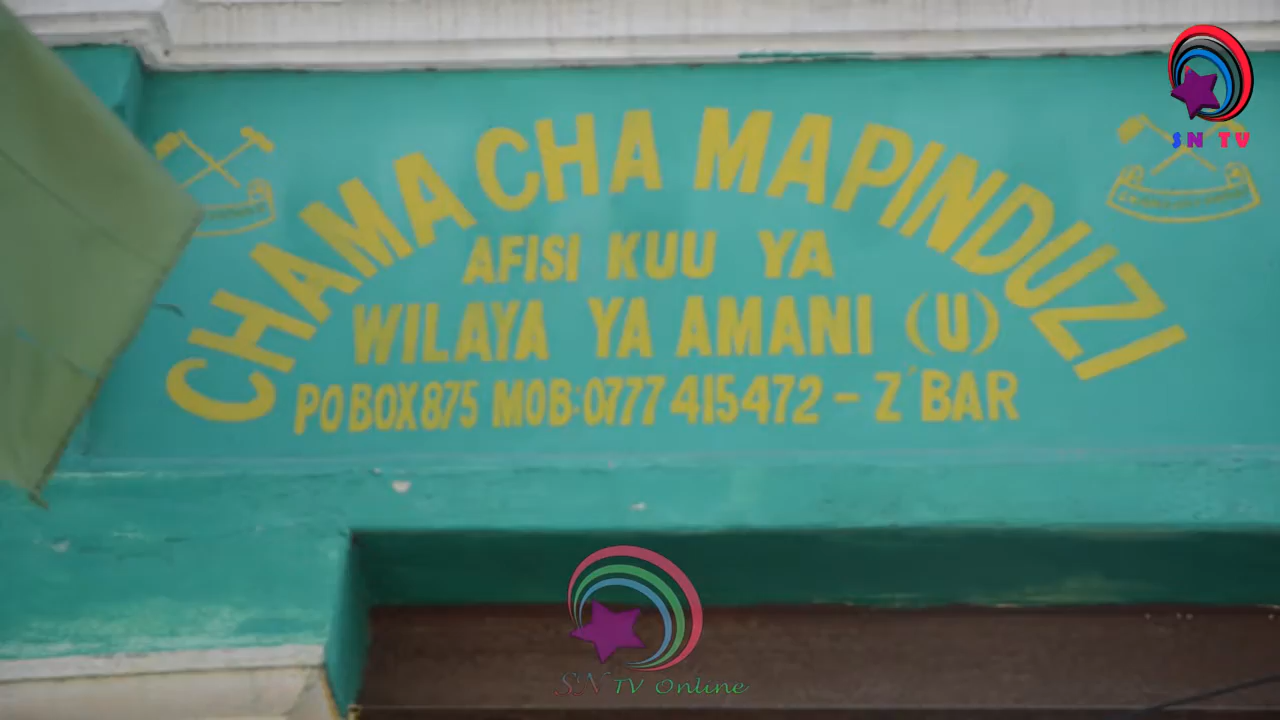 CHAMA CHA MAPINDUZI
AFISI KUU YA
WILAYA YA AMANI (U)
PO BOX 875 MOB: 0777 415472 - Z'BAR
SN TV
SN TV Online